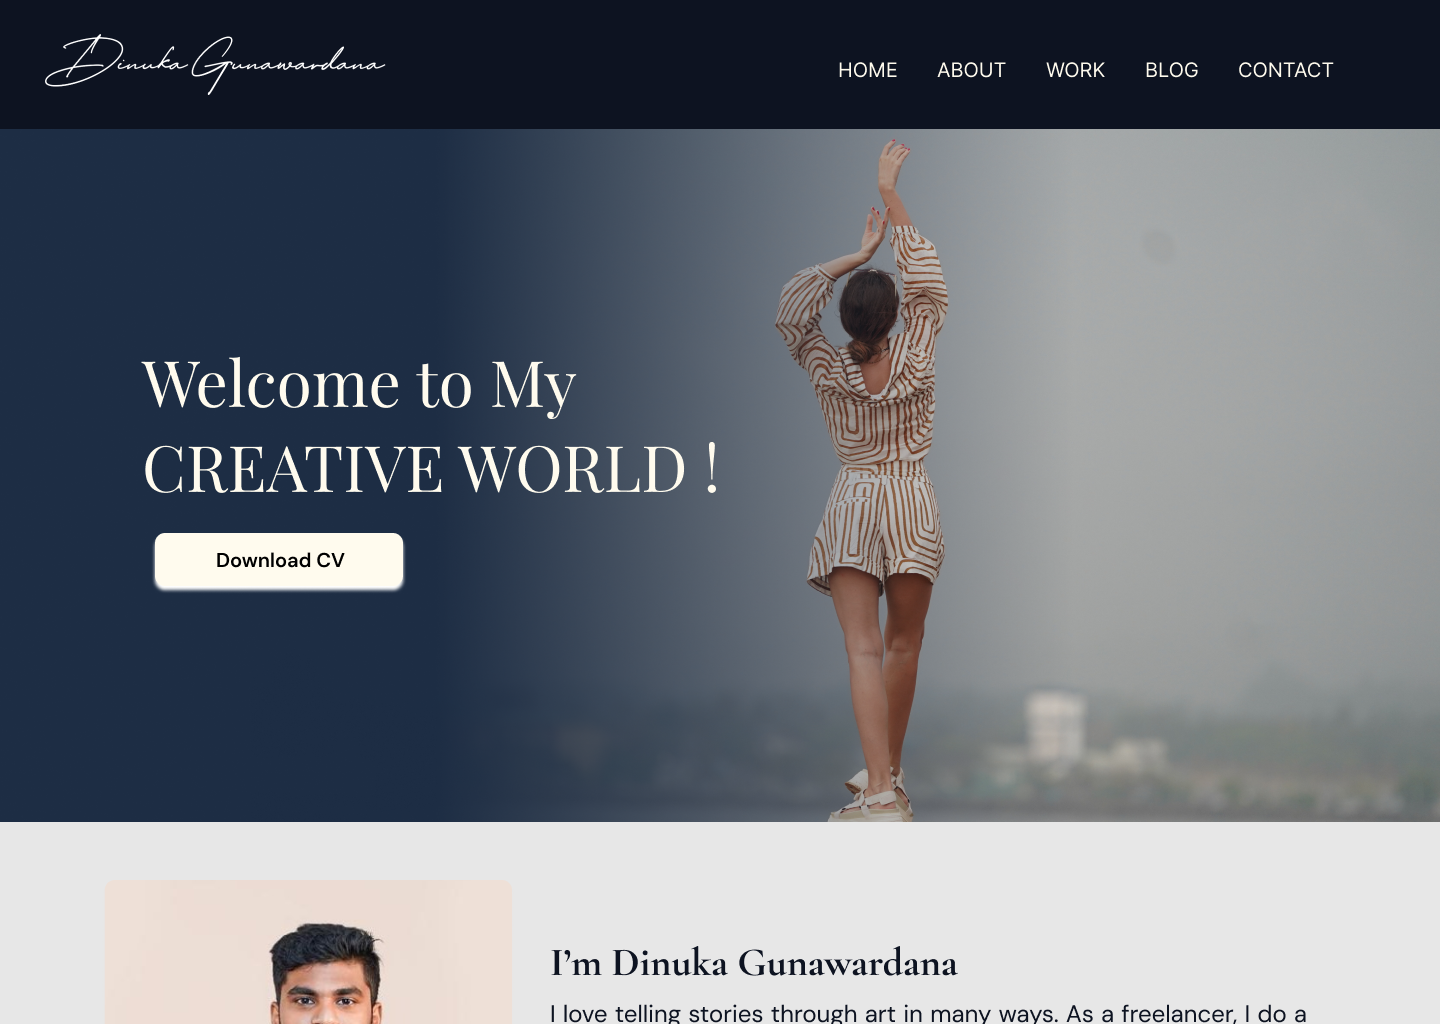 Dinuka Gunawardana
HOME ABOUT WORK BLOG CONTACT
Welcome to My
CREATIVE WORLD !
Download CV
I’m Dinuka Gunawardana
I love telling stories through art in many ways. As a freelancer, I do a